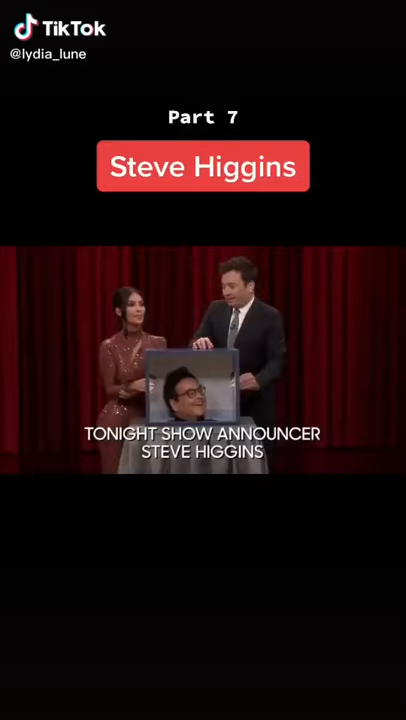 TikTok
@lydia_lune
Part 7
Steve Higgins
TONIGHT SHOW ANNOUNCER
STEVE HIGGINS